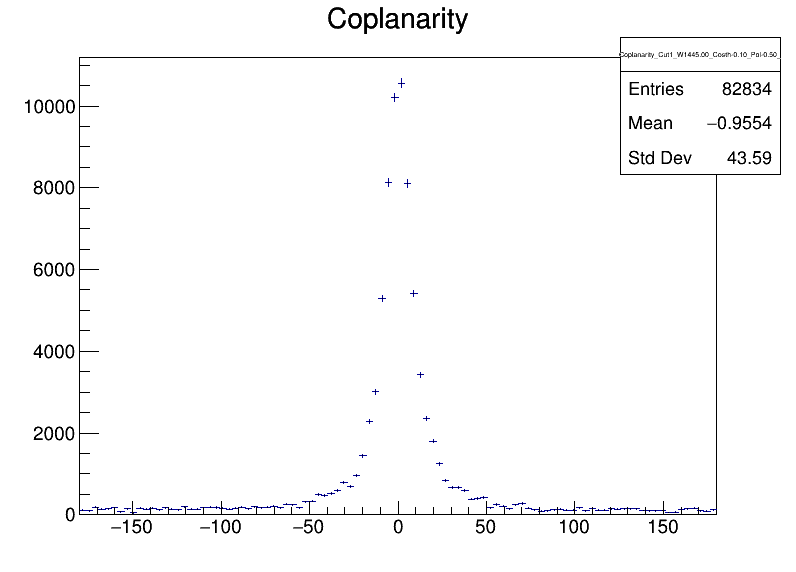 Coplanarity
Coplanarity_Cut1_W1445.00_Costh-0.10_Pol-0.50_
Entries 82834
Mean −0.9554
Std Dev 43.59
10000
8000
6000
4000
2000
0
−150 −100 −50 0 50 100 150